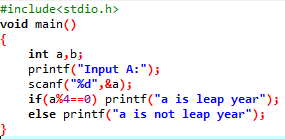 #include<stdio.h>
void main()
{
int a,b;
printf("Input A:");
scanf("%d",&a);
if(a%4==0) printf("a is leap year");
else printf("a is not leap year");
}